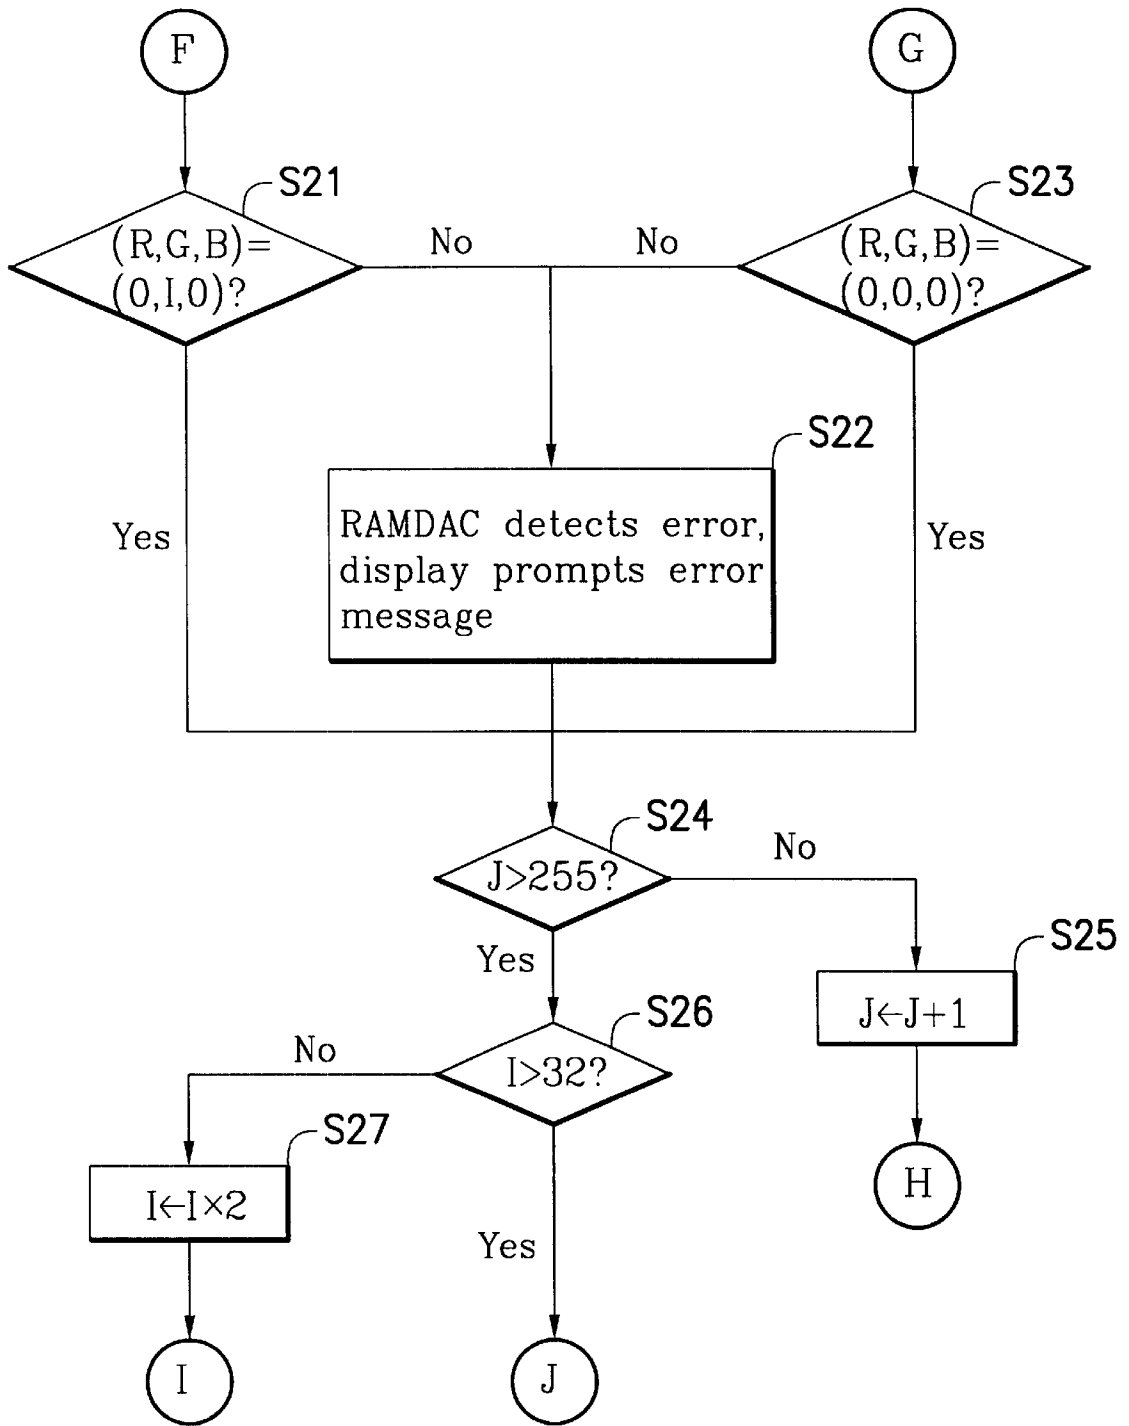 F
G
S21
S23
(R,G,B)=
(0,I,0)?
No
No
(R,G,B)=
(0,0,0)?
S22
Yes
RAMDAC detects error,
display prompts error
message
Yes
S24
J>255?
No
Yes
S25
J←J+1
S26
I>32?
No
S27
I←I×2
H
Yes
I
J